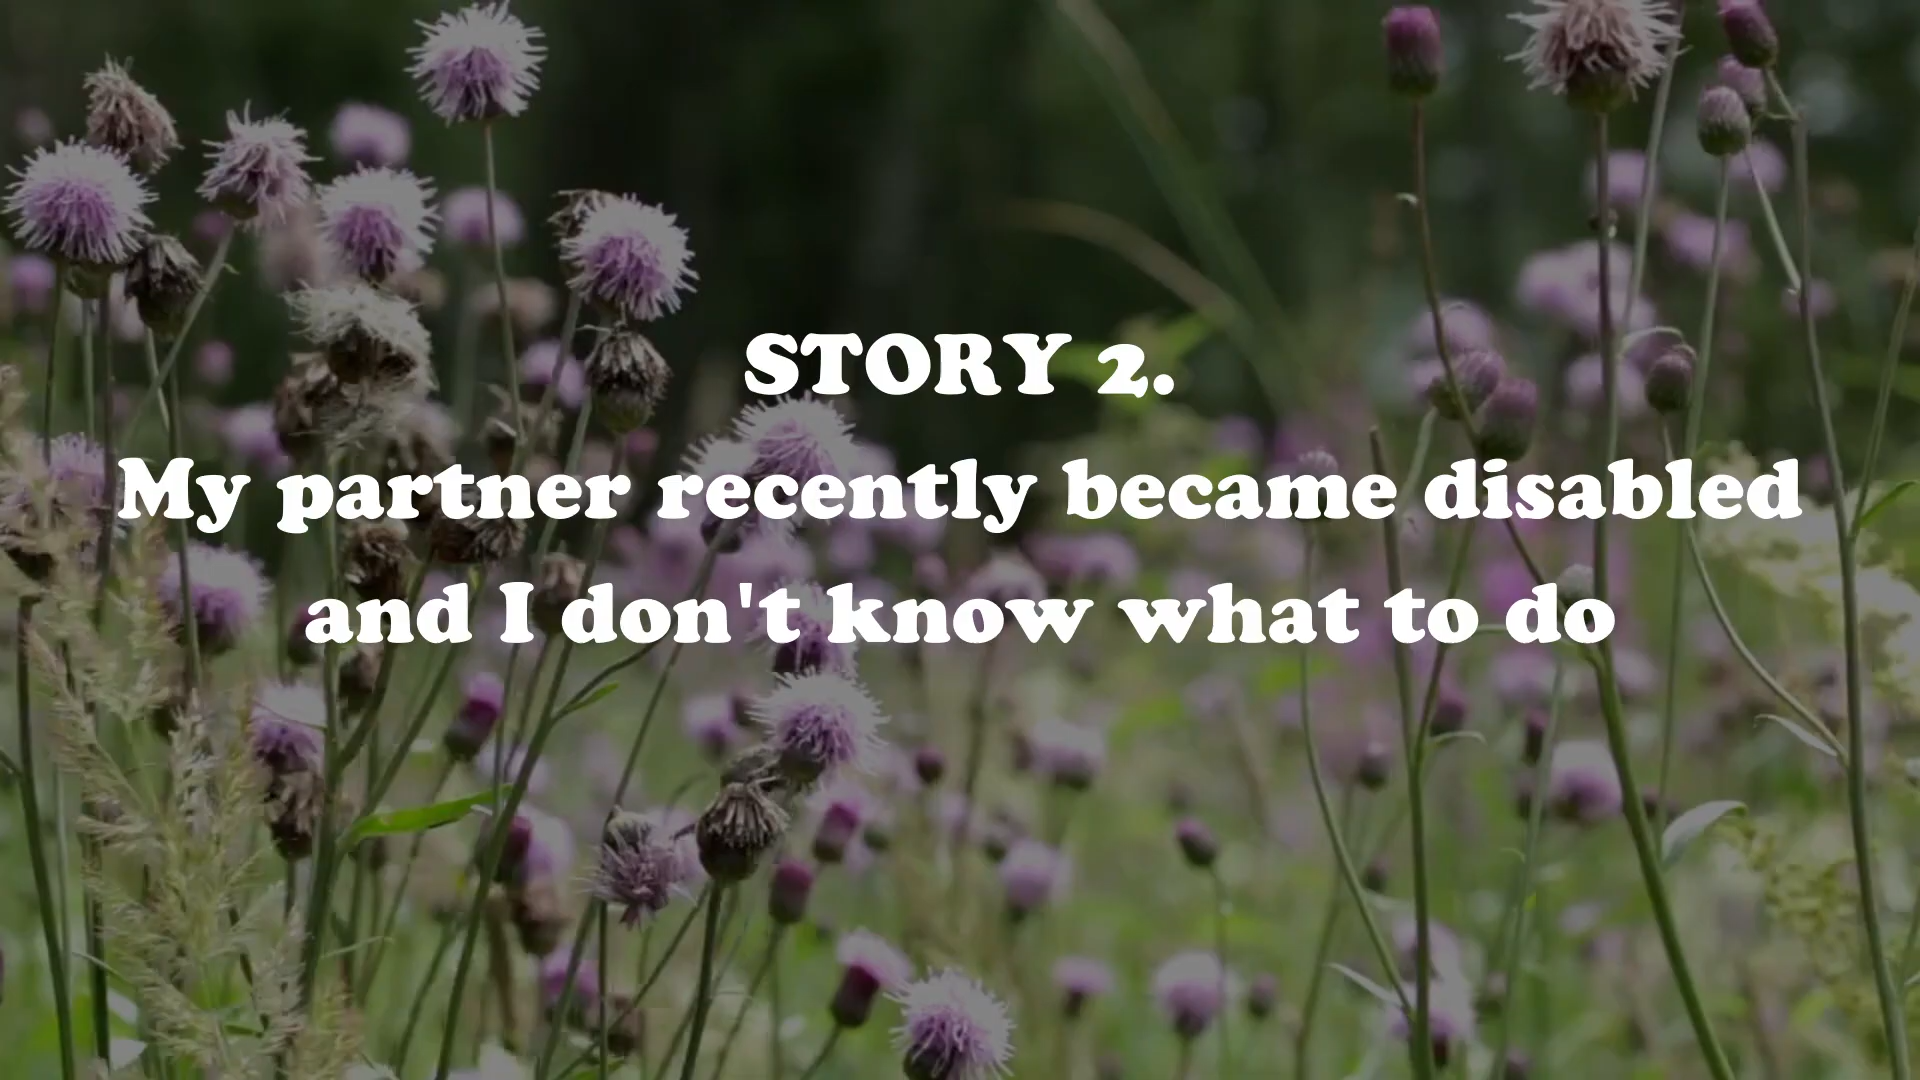 STORY 2.
My partner recently became disabled
and I don't know what to do